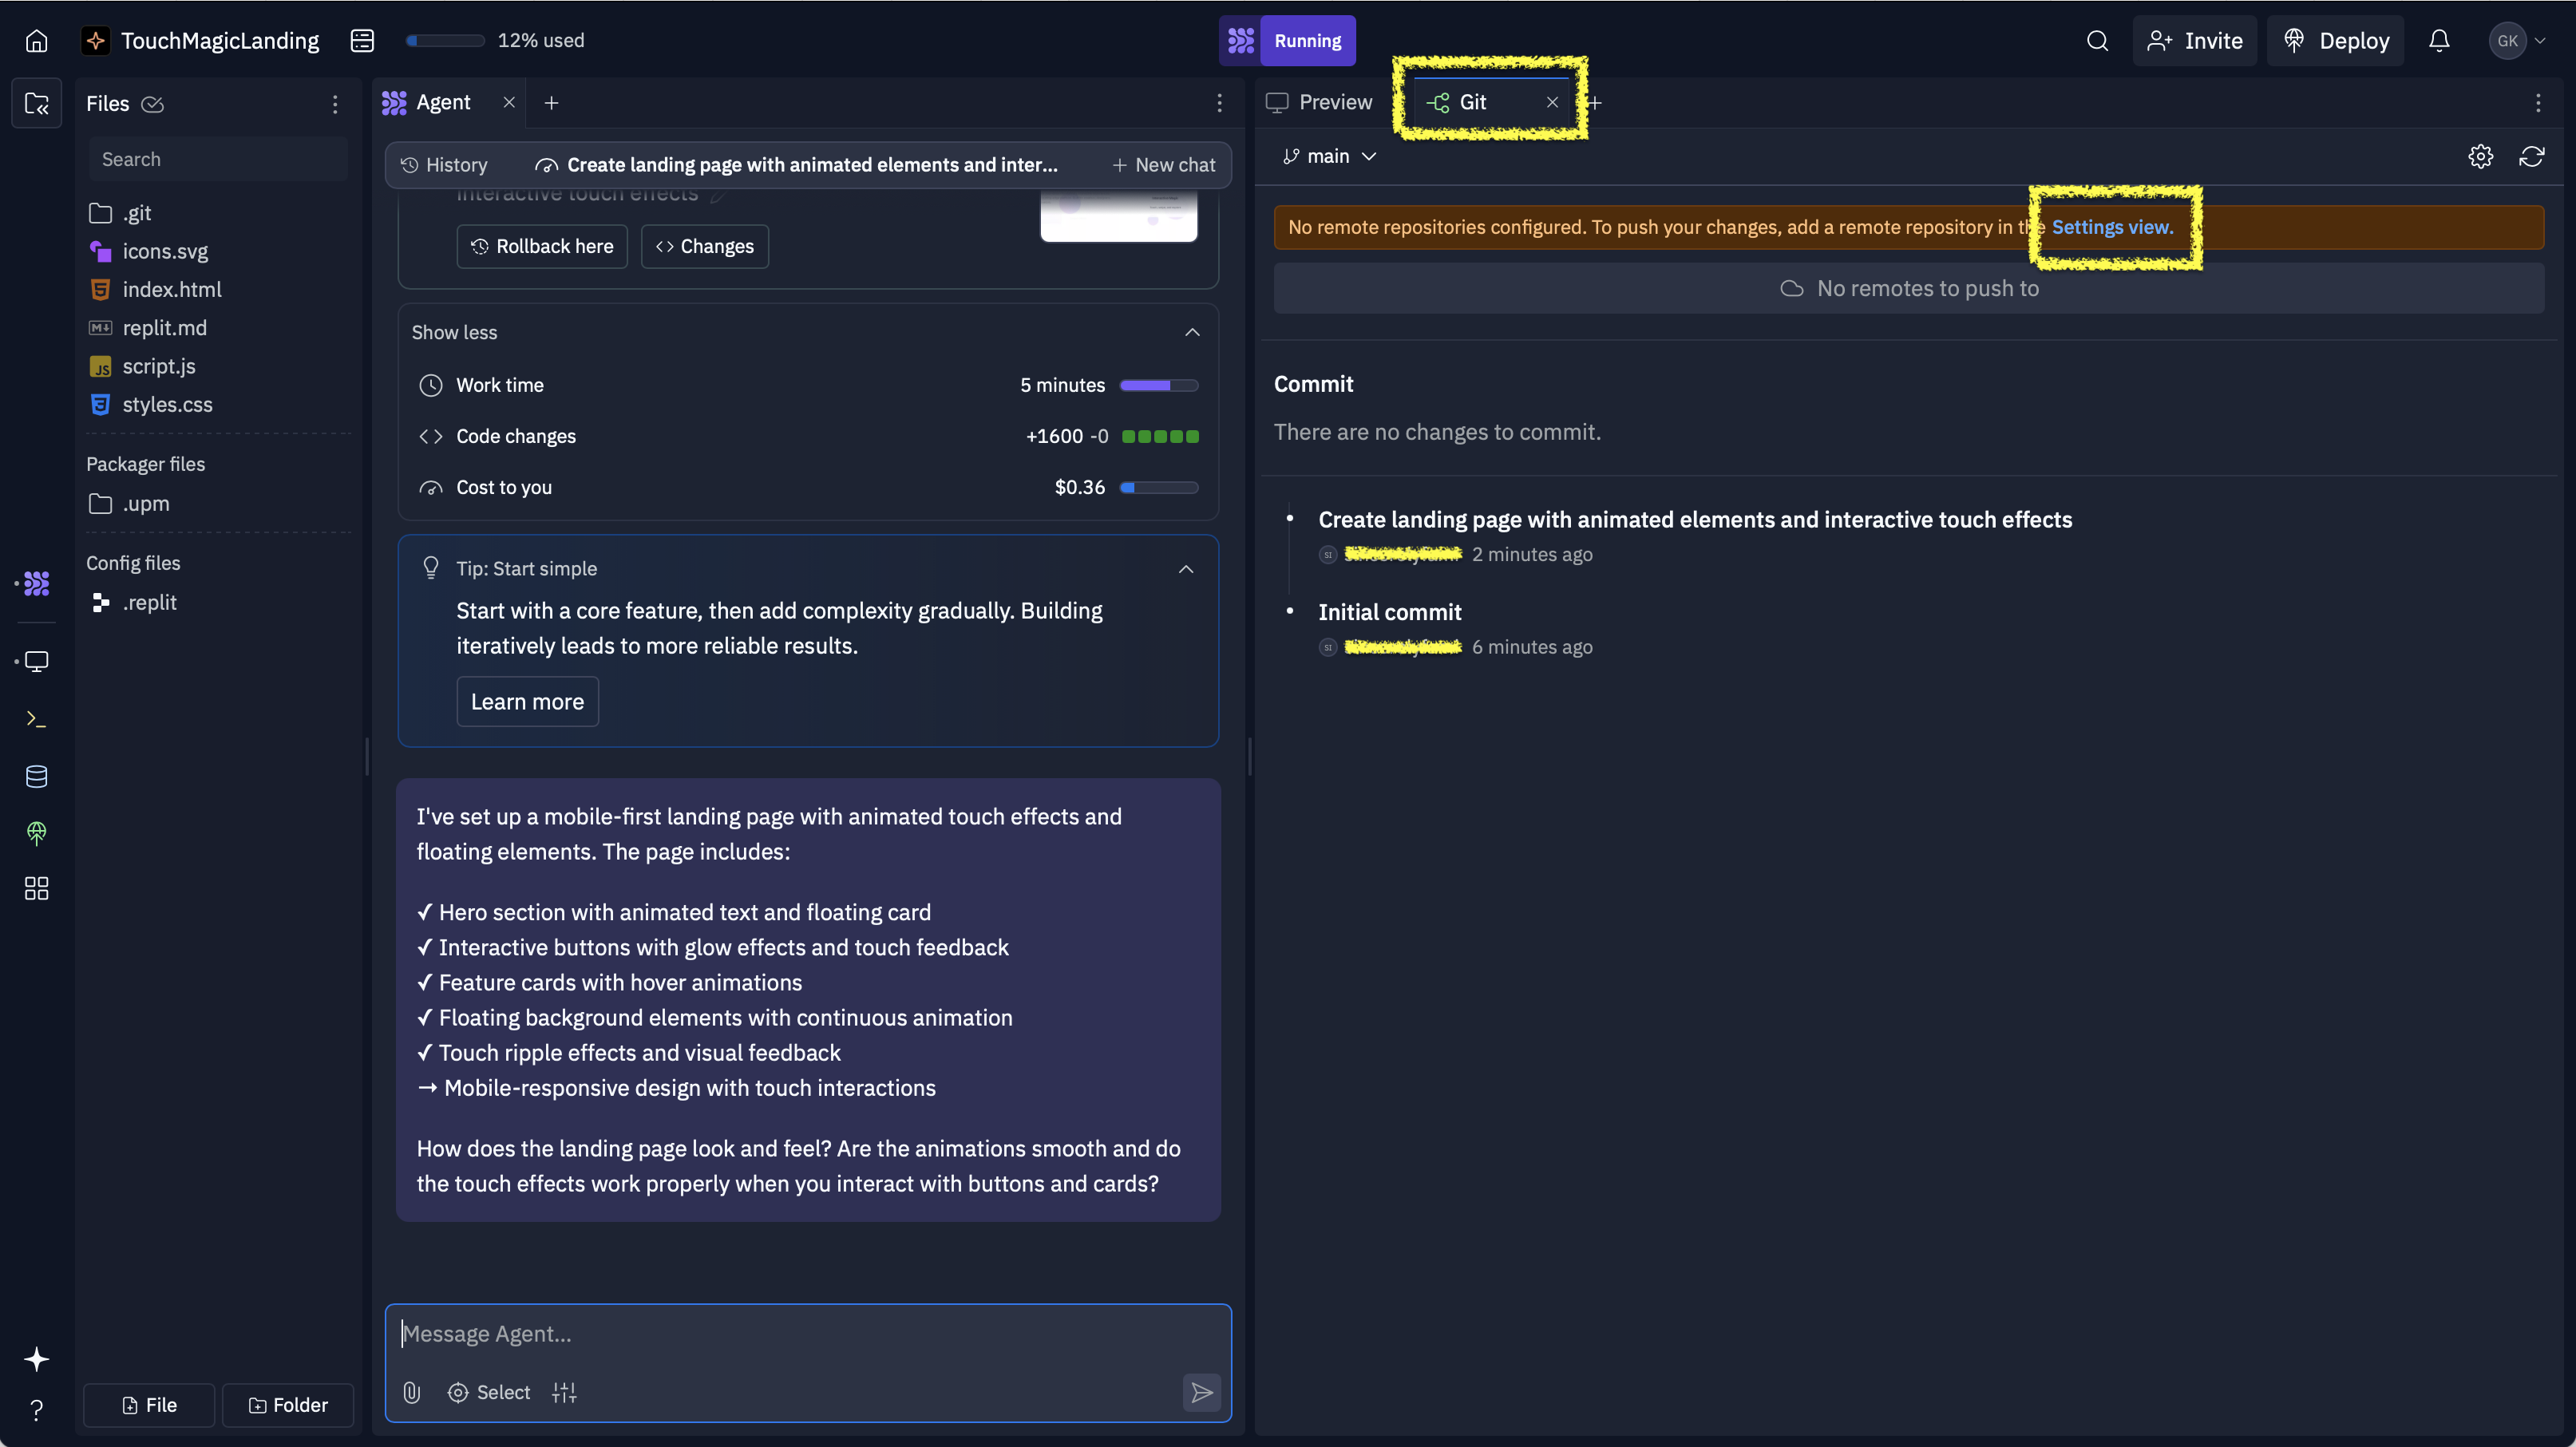 TouchMagicLanding
12% used
Running
Invite
Deploy
GK
Files
Search
.git
icons.svg
index.html
replit.md
script.js
styles.css
Packager files
.upm
Config files
.replit
File
Folder
Agent
History
Create landing page with animated elements and inter...
New chat
interactive touch effects
Rollback here
Changes
Show less
Work time
5 minutes
Code changes
+1600 -0
Cost to you
$0.36
Tip: Start simple
Start with a core feature, then add complexity gradually. Building
iteratively leads to more reliable results.
Learn more
I've set up a mobile-first landing page with animated touch effects and
floating elements. The page includes:
✓ Hero section with animated text and floating card
✓ Interactive buttons with glow effects and touch feedback
✓ Feature cards with hover animations
✓ Floating background elements with continuous animation
✓ Touch ripple effects and visual feedback
→ Mobile-responsive design with touch interactions
How does the landing page look and feel? Are the animations smooth and do
the touch effects work properly when you interact with buttons and cards?
Message Agent...
Select
Preview
Git
main
No remote repositories configured. To push your changes, add a remote repository in the Settings view.
No remotes to push to
Commit
There are no changes to commit.
Create landing page with animated elements and interactive touch effects
SI 2 minutes ago
Initial commit
SI 6 minutes ago